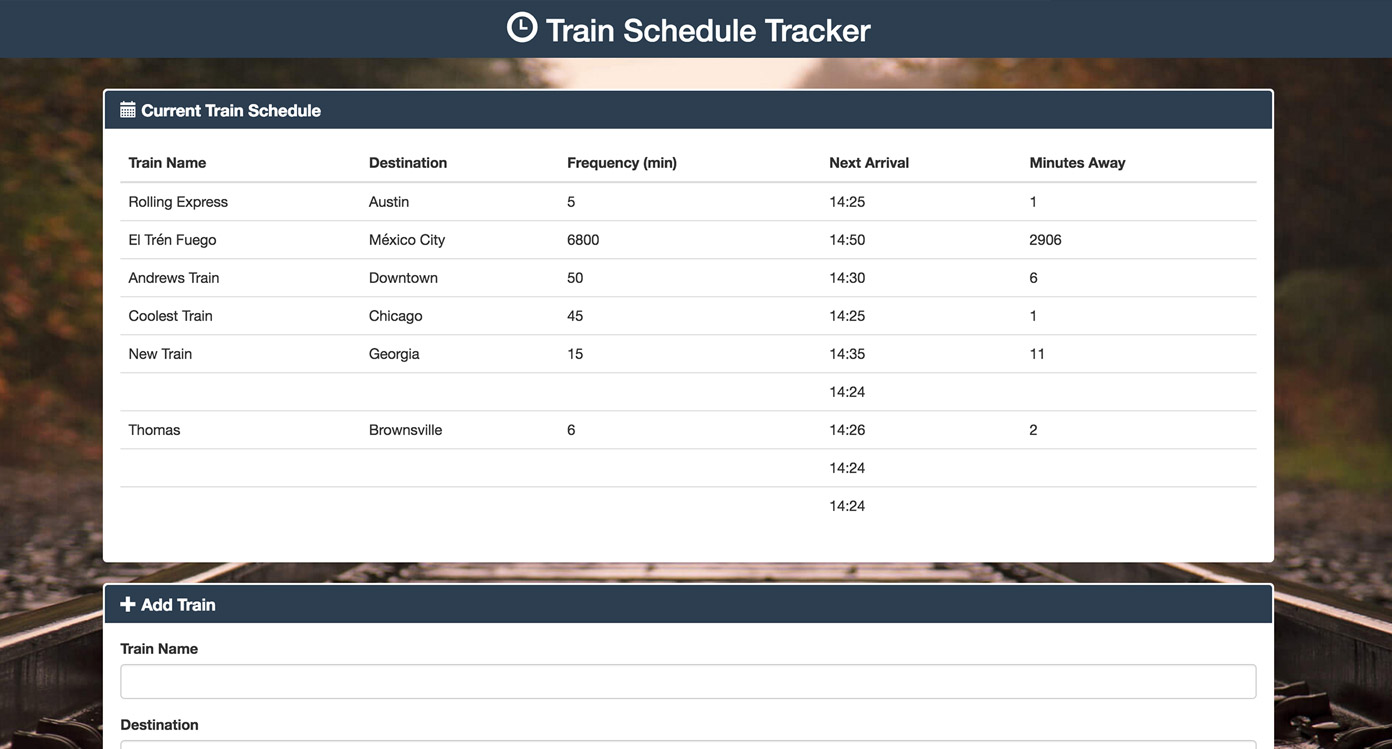 Train Schedule Tracker
Current Train Schedule
Train Name Destination Frequency (min) Next Arrival Minutes Away
Rolling Express Austin 5 14:25 1
El Trén Fuego México City 6800 14:50 2906
Andrews Train Downtown 50 14:30 6
Coolest Train Chicago 45 14:25 1
New Train Georgia 15 14:35 11
14:24
Thomas Brownsville 6 14:26 2
14:24
14:24
Add Train
Train Name
Destination